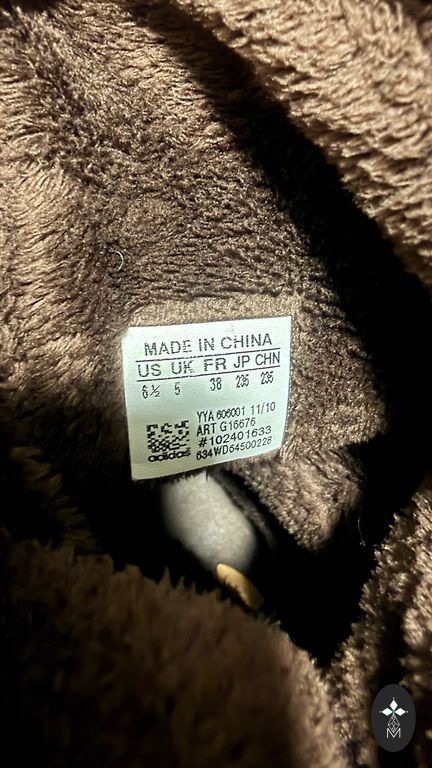 MADE IN CHINA
US UK FR JP CHN
6½ 5 38 235 235
YYA 606001 11/10
ART G16676
#102401633
634WD64500228
adidas
M